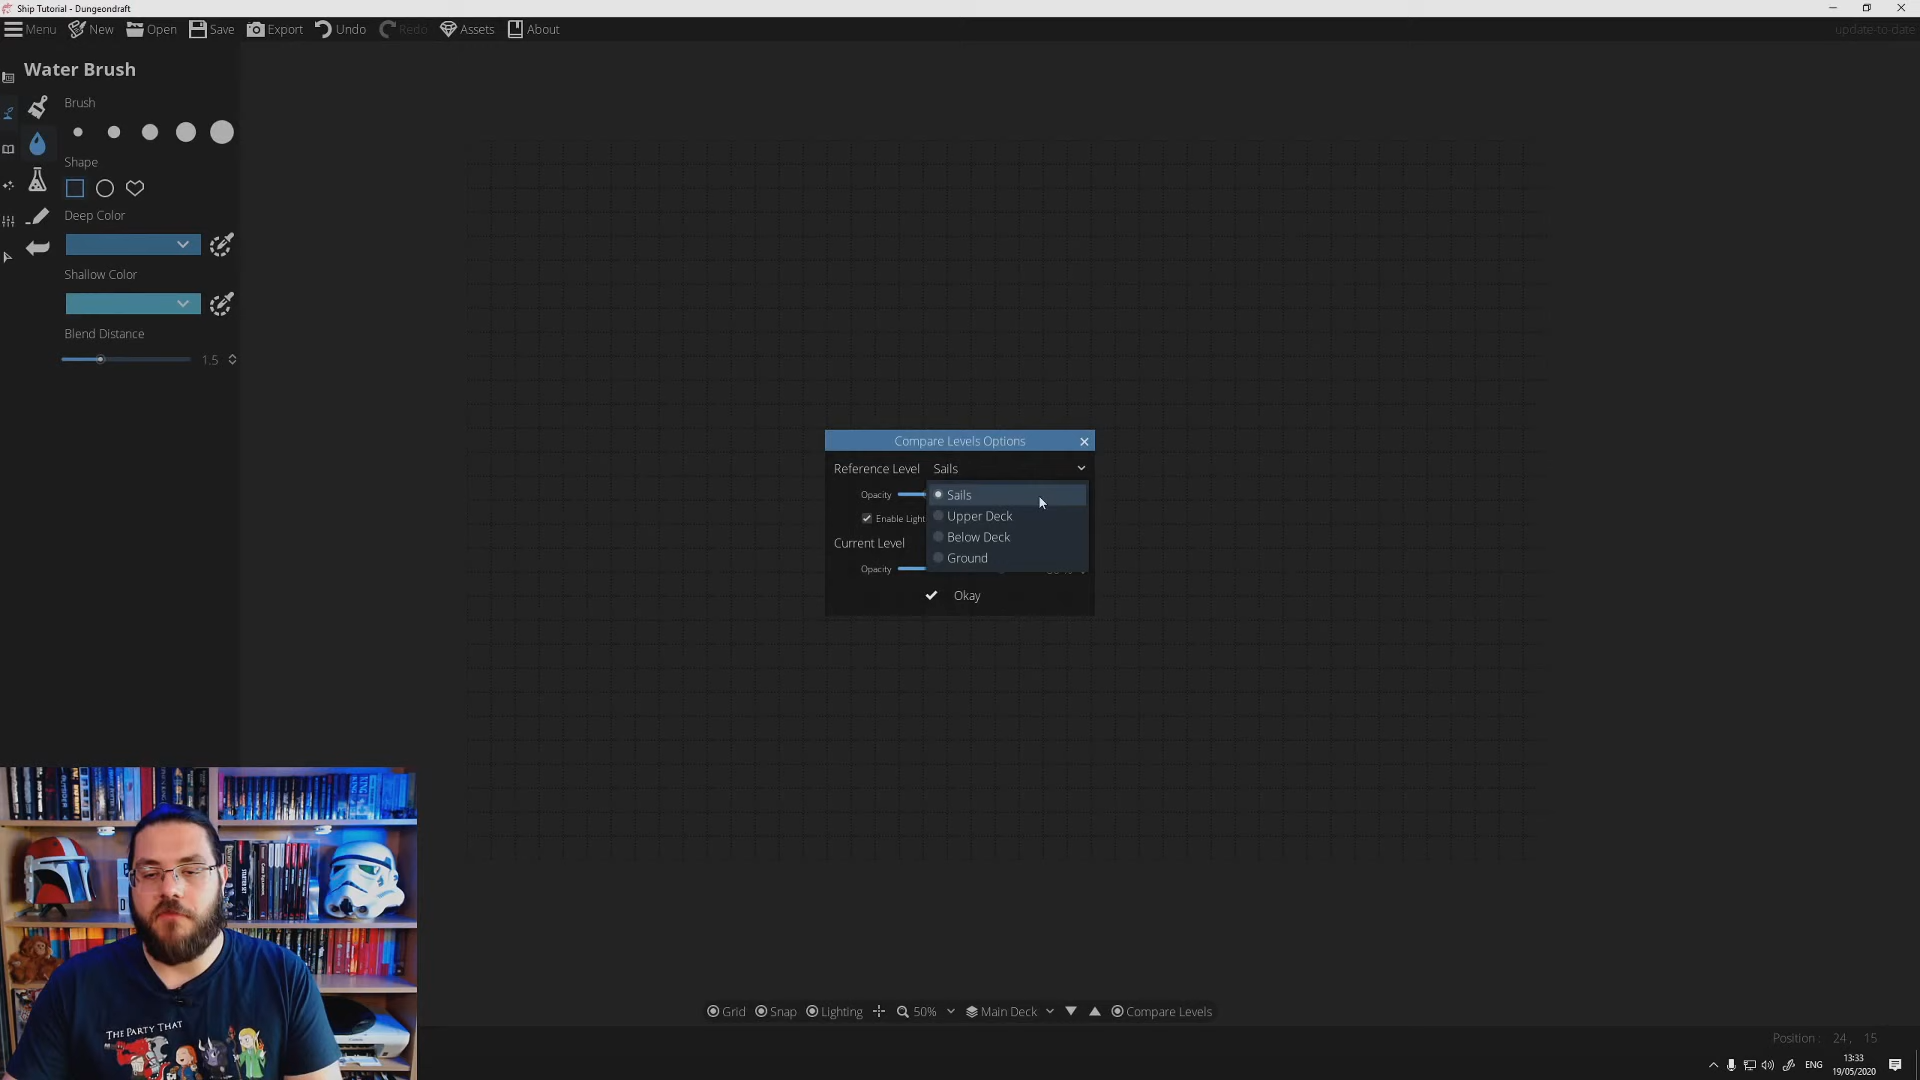 Ship Tutorial - Dungeondraft
Menu New Open Save Export Undo Redo Assets About
update-to-date
Water Brush
Brush
Shape
Deep Color
Shallow Color
Blend Distance
1.5
Compare Levels Options
Reference Level Sails
Opacity
Sails
Enable Light
Upper Deck
Current Level
Below Deck
Opacity
Ground
Okay
THE PARTY THAT
Grid Snap Lighting 50% Main Deck Compare Levels
Position : 24, 15
ENG
13:33
19/05/2020